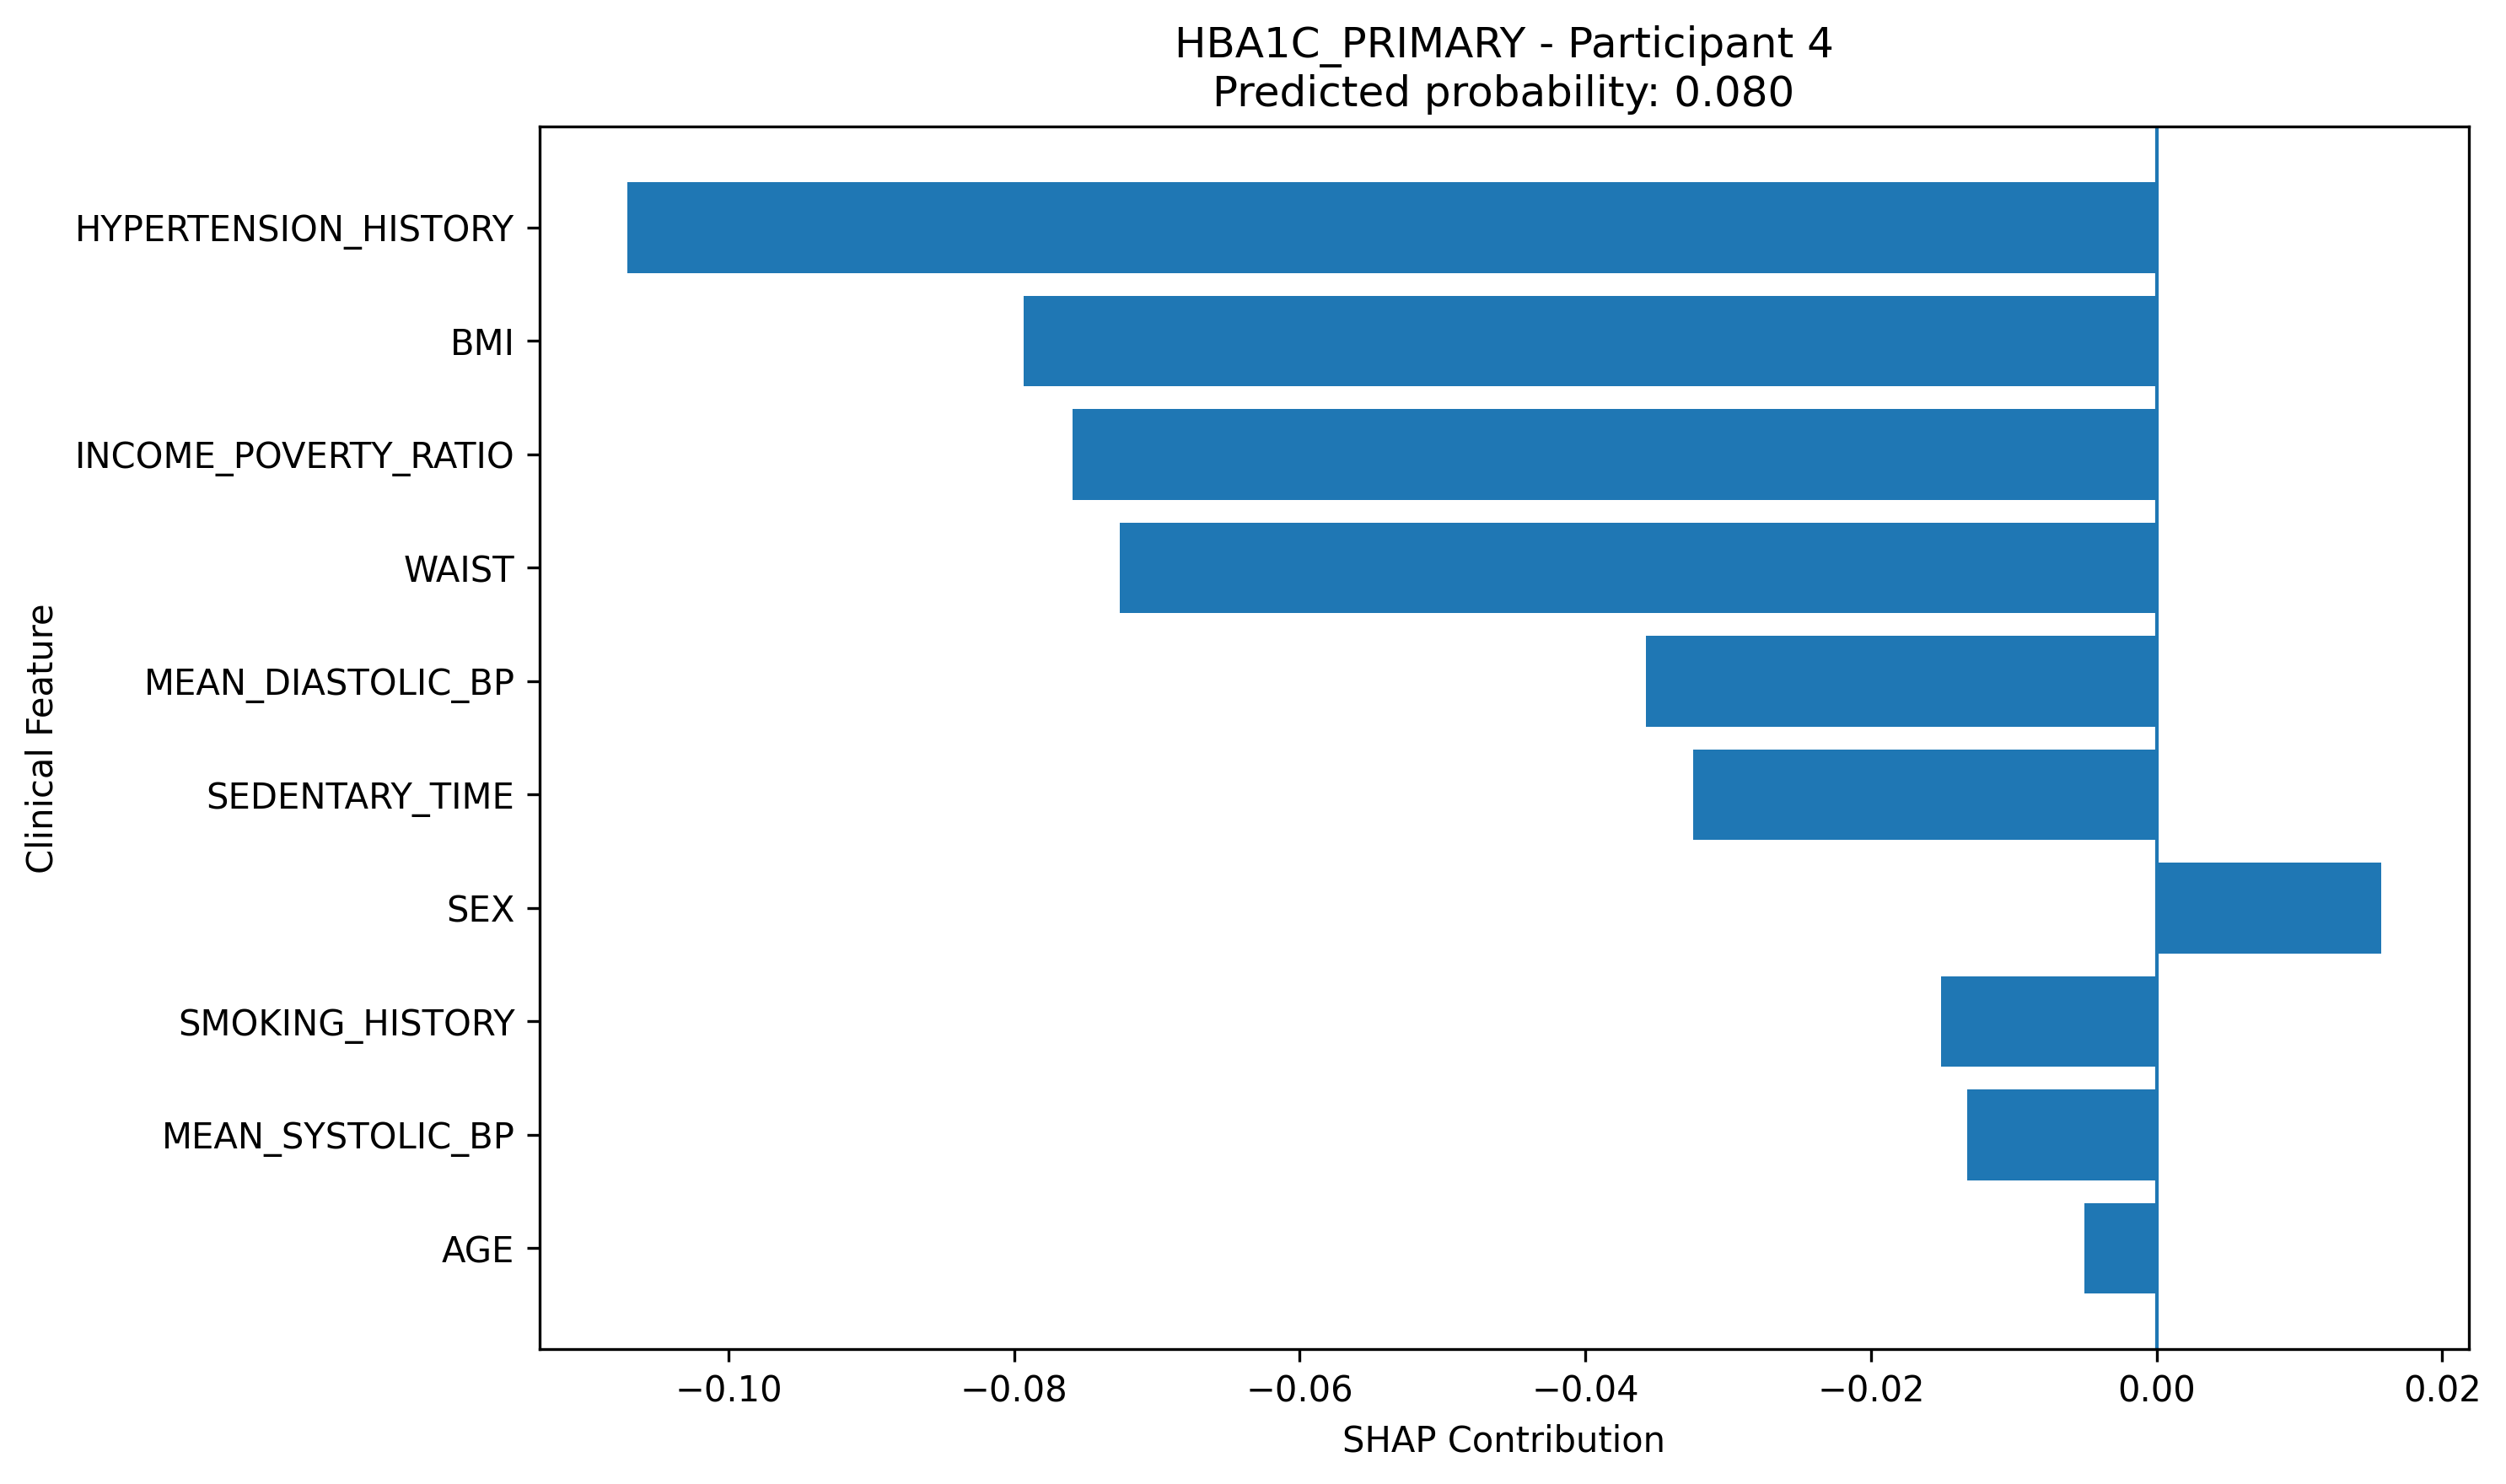 HBA1C_PRIMARY - Participant 4
Predicted probability: 0.080
Clinical Feature
HYPERTENSION_HISTORY
BMI
INCOME_POVERTY_RATIO
WAIST
MEAN_DIASTOLIC_BP
SEDENTARY_TIME
SEX
SMOKING_HISTORY
MEAN_SYSTOLIC_BP
AGE
−0.10 −0.08 −0.06 −0.04 −0.02 0.00 0.02
SHAP Contribution